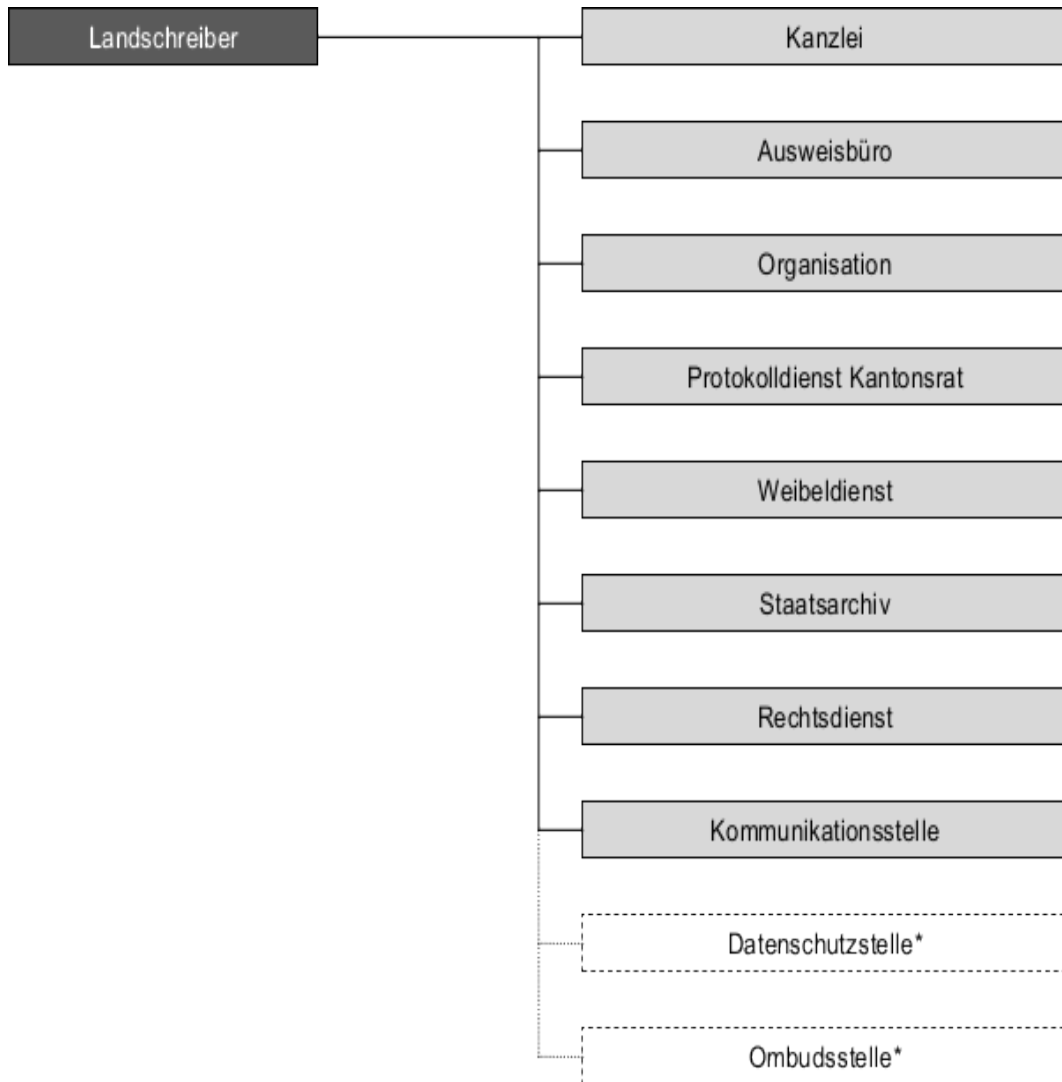 Landschreiber
Kanzlei
Ausweisbüro
Organisation
Protokolldienst Kantonsrat
Weibeldienst
Staatsarchiv
Rechtsdienst
Kommunikationsstelle
Datenschutzstelle*
Ombudsstelle*